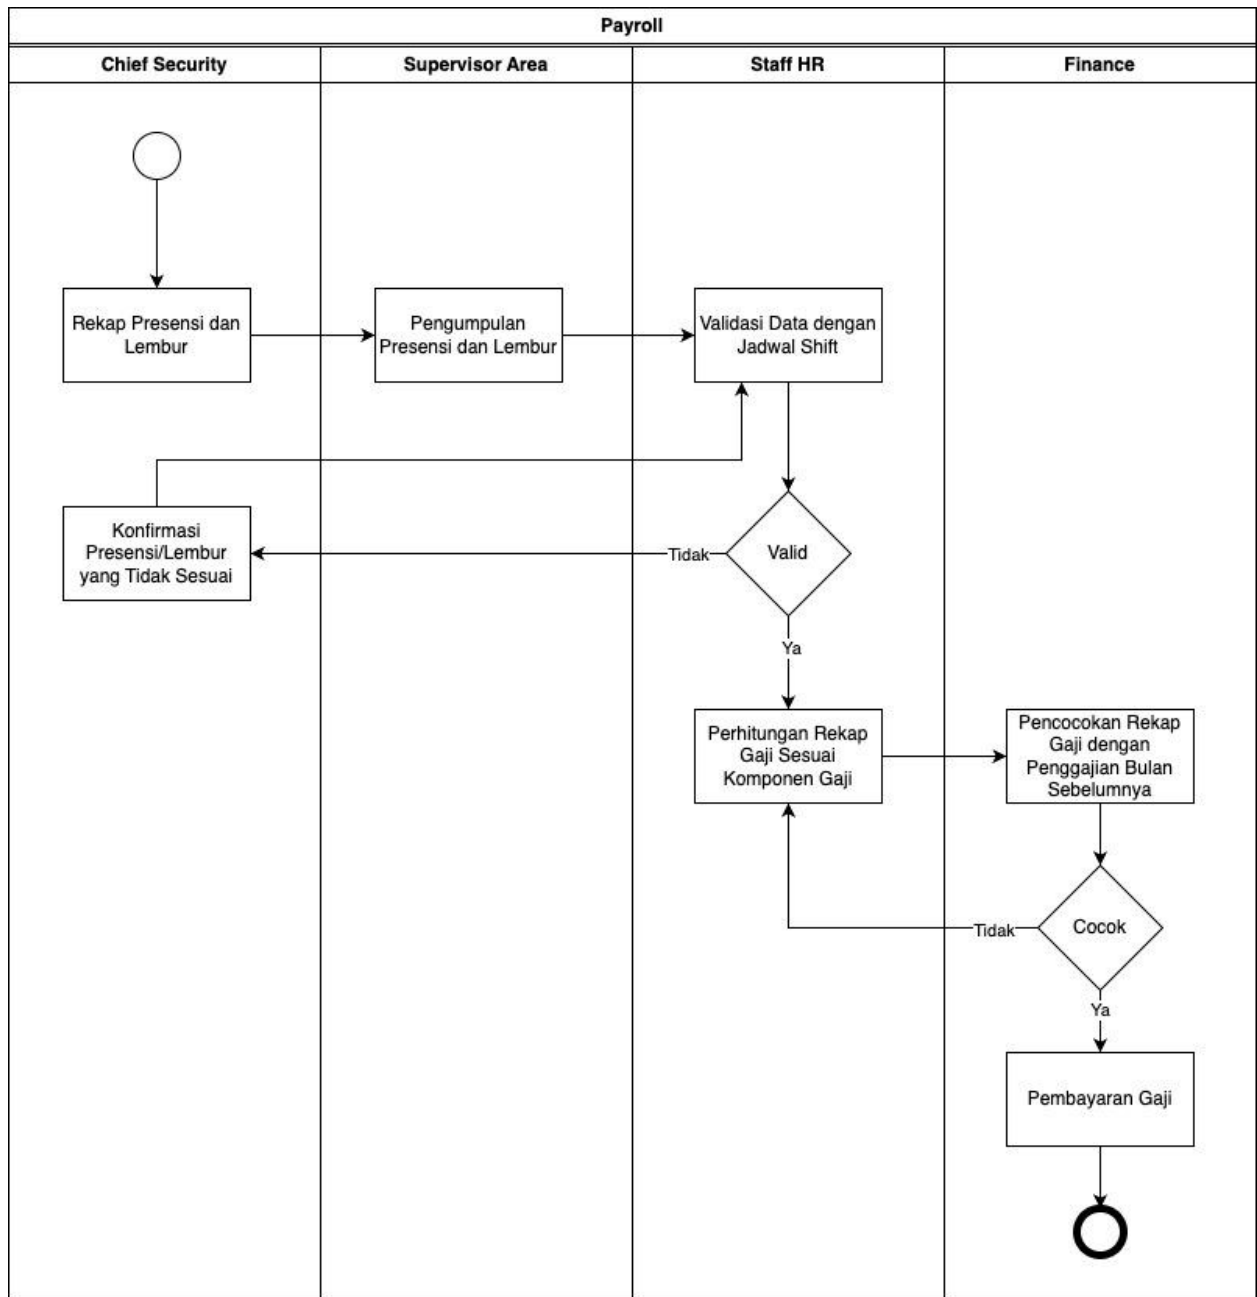 Payroll
Chief Security
Supervisor Area
Staff HR
Finance
Rekap Presensi dan
Lembur
Pengumpulan
Presensi dan Lembur
Validasi Data dengan
Jadwal Shift
Konfirmasi
Presensi/Lembur
yang Tidak Sesuai
Tidak
Valid
Ya
Perhitungan Rekap
Gaji Sesuai
Komponen Gaji
Pencocokan Rekap
Gaji dengan
Penggajian Bulan
Sebelumnya
Tidak
Cocok
Ya
Pembayaran Gaji